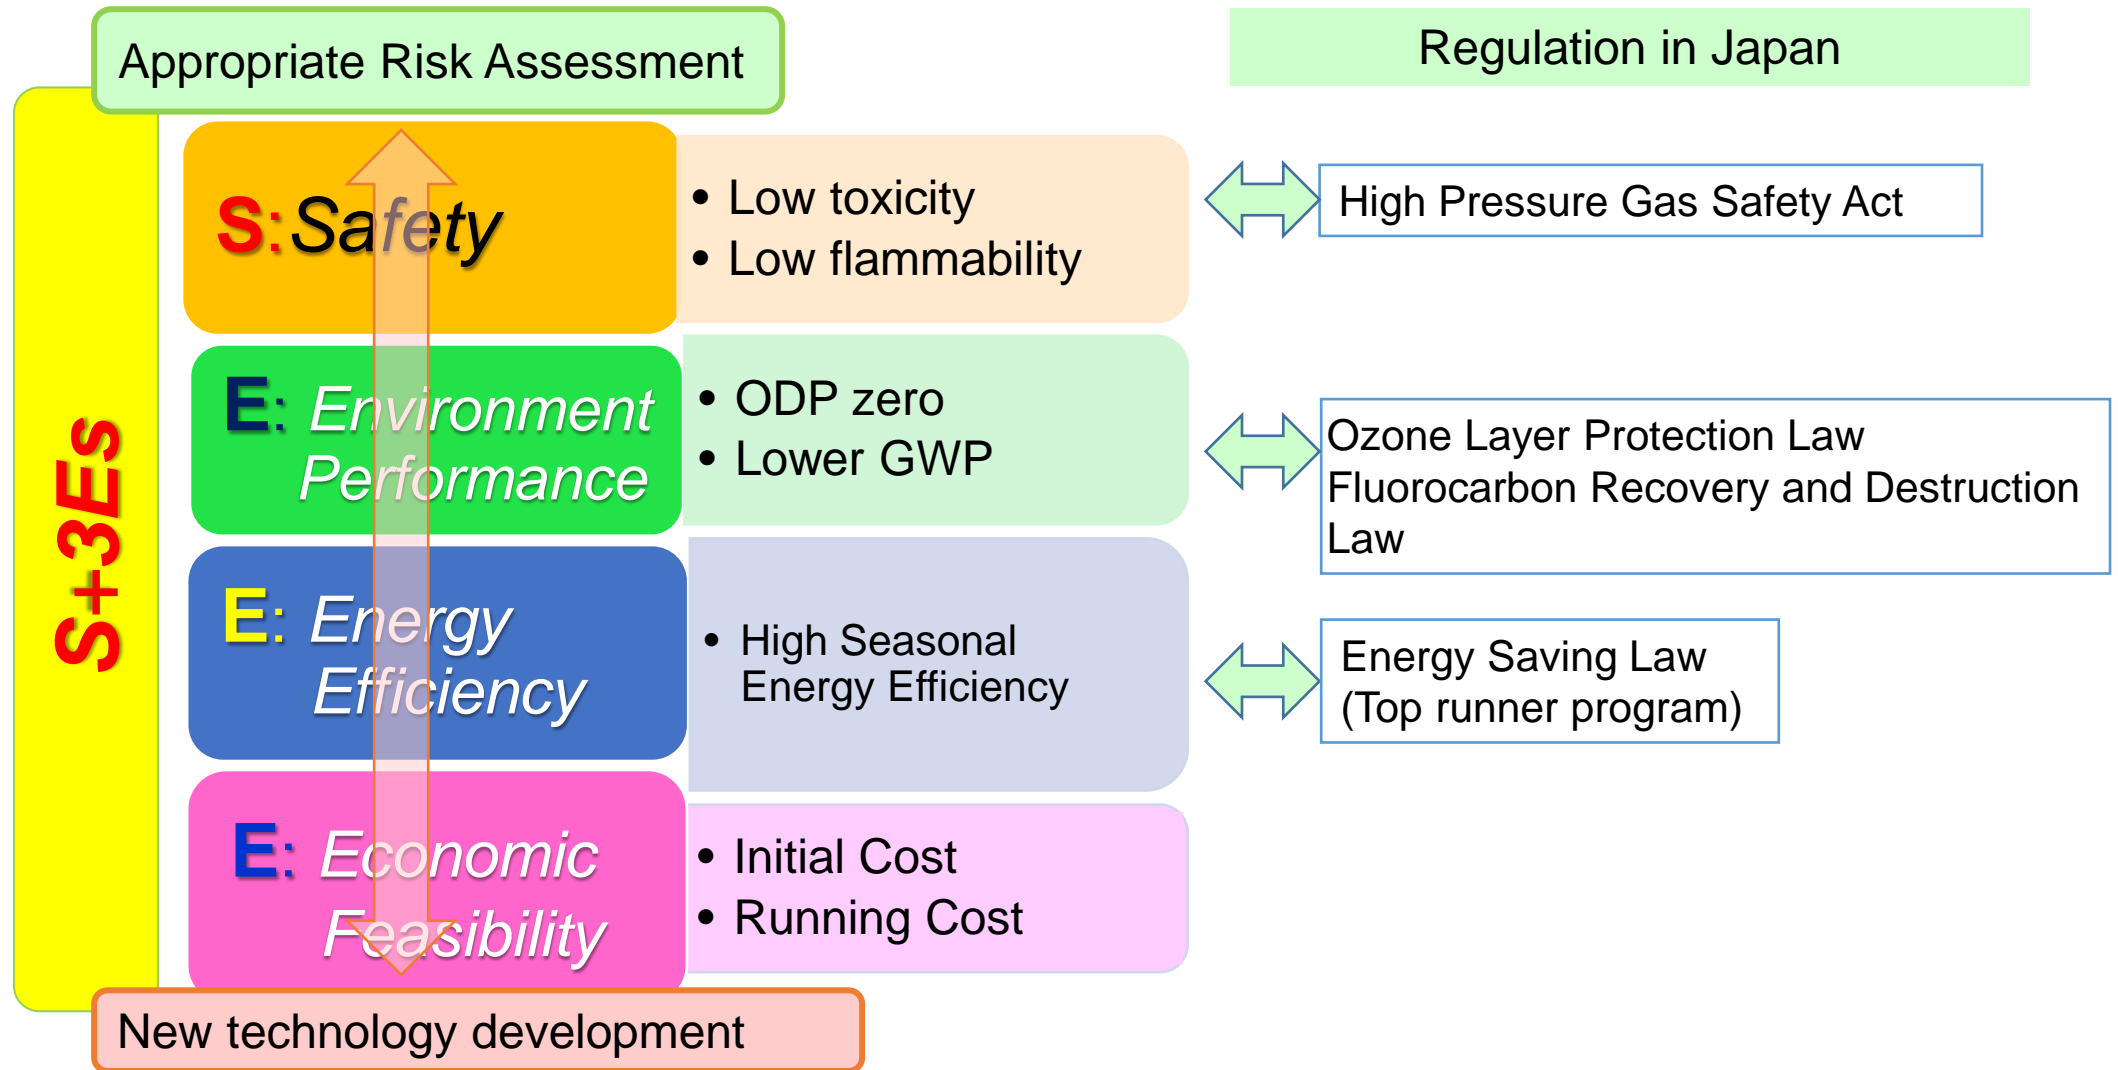 Appropriate Risk Assessment
Regulation in Japan
S+3Es
S:Safety
• Low toxicity
• Low flammability
High Pressure Gas Safety Act
E: Environment
Performance
• ODP zero
• Lower GWP
Ozone Layer Protection Law
Fluorocarbon Recovery and Destruction
Law
E: Energy
Efficiency
• High Seasonal
Energy Efficiency
Energy Saving Law
(Top runner program)
E: Economic
Feasibility
• Initial Cost
• Running Cost
New technology development